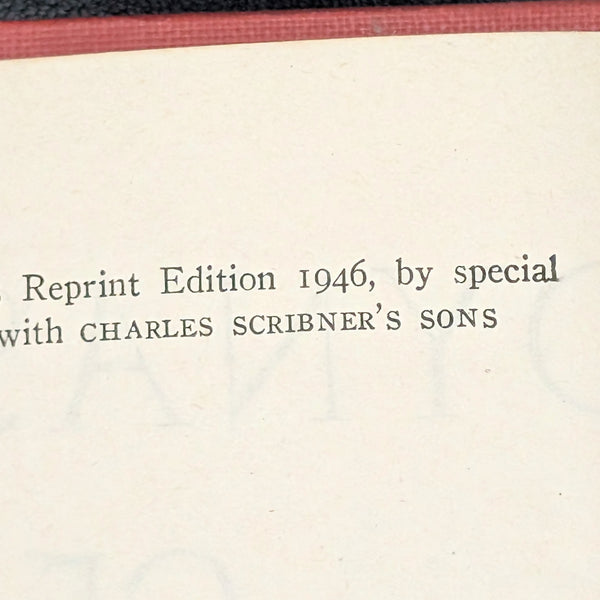 Reprint Edition 1946, by special
with CHARLES SCRIBNER'S SONS